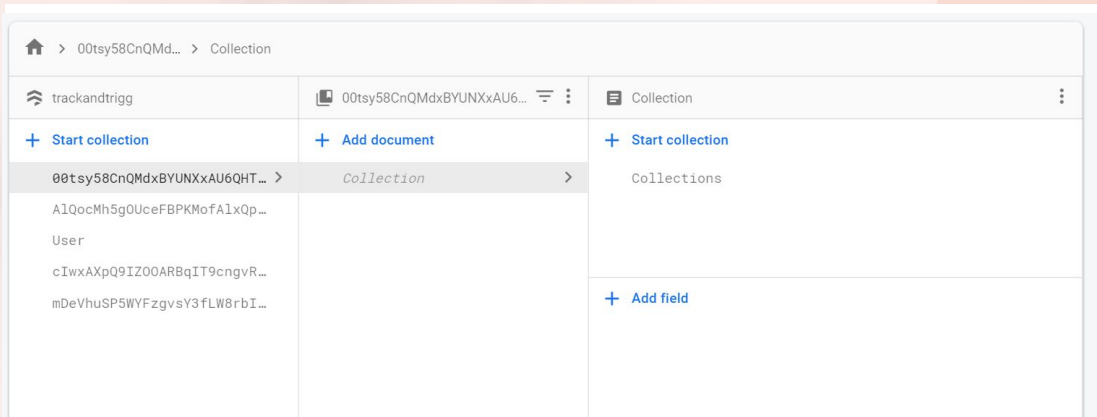 00tsy58CnQMd… > Collection
trackandtrigg
Start collection
00tsy58CnQMdxBYUNXxAU6QHT…
AlQocMh5gOUceFBPKMofAlxQp…
User
cIwxAXpQ9IZOOARBqIT9cngvR…
mDeVhuSP5WYFzgvsY3fLW8rbI…
00tsy58CnQMdxBYUNXxAU6…
Add document
Collection
Collection
Start collection
Collections
Add field